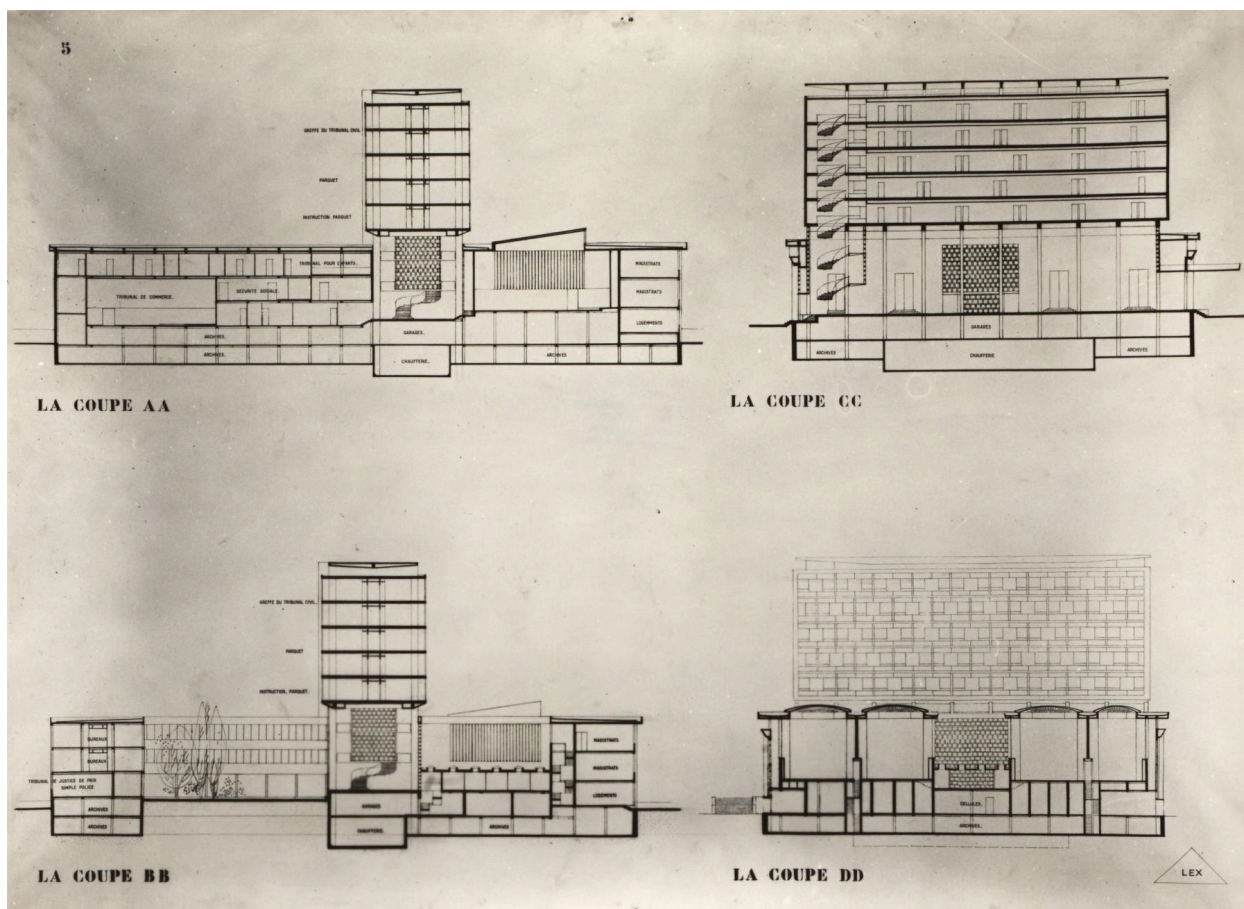 5
GREFFE DU TRIBUNAL CIVIL
PARQUET
INSTRUCTION PARQUET
TRIBUNAL POUR ENFANTS.
MAGISTRATS
TRIBUNAL DE COMMERCE.
SECURITE SOCIALE.
MAGISTRATS
LOGEMENTS
ARCHIVES.
GARAGES.
ARCHIVES.
CHAUFFERIE.
ARCHIVES
LA COUPE AA
GARAGES
ARCHIVES
CHAUFFERIE
ARCHIVES
LA COUPE CC
GREFFE DU TRIBUNAL CIVIL
PARQUET
INSTRUCTION. PARQUET.
BUREAUX
MAGISTRATS
BUREAUX
MAGISTRATS
TRIBUNAL DE JUSTICE DE PAIX
SIMPLE POLICE
LOGEMENTS
ARCHIVES
GARAGES
ARCHIVES
CHAUFFERIE.
ARCHIVES
LA COUPE BB
CELLULES.
ARCHIVES.
LA COUPE DD
LEX